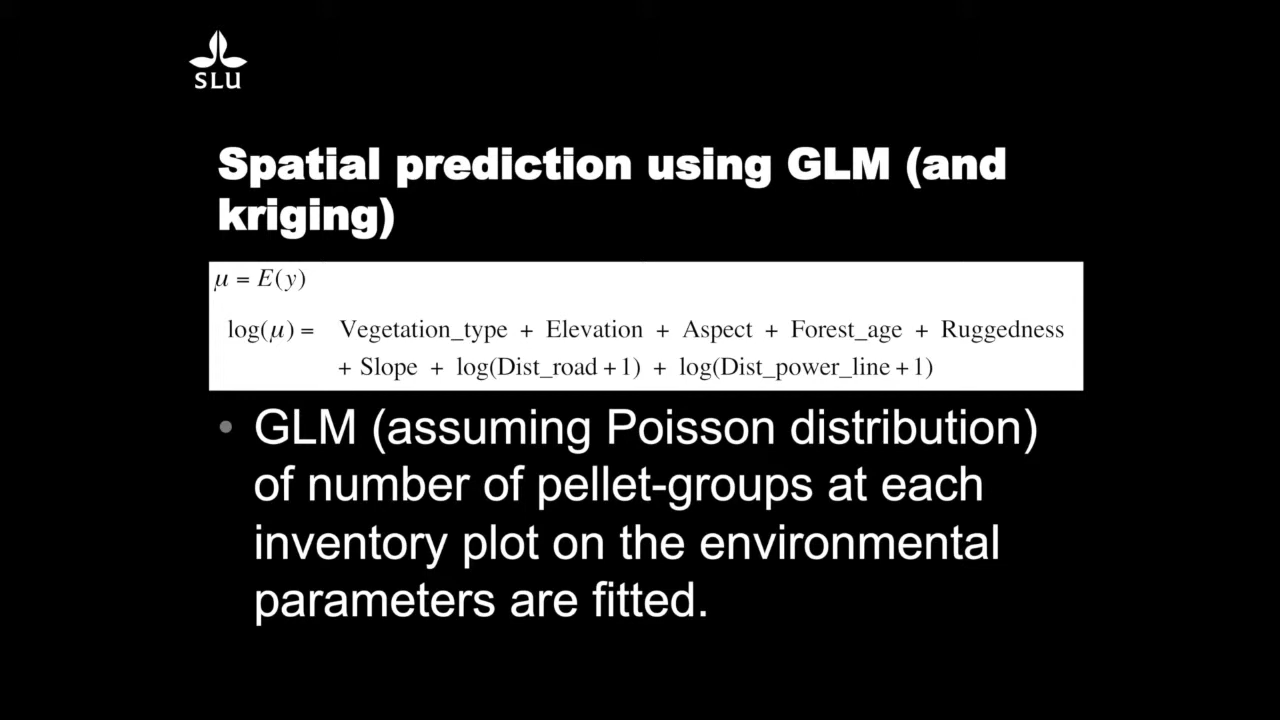 SLU
Spatial prediction using GLM (and
kriging)
μ = E(y)
log(μ) = Vegetation_type + Elevation + Aspect + Forest_age + Ruggedness
+ Slope + log(Dist_road + 1) + log(Dist_power_line + 1)
• GLM (assuming Poisson distribution)
of number of pellet-groups at each
inventory plot on the environmental
parameters are fitted.